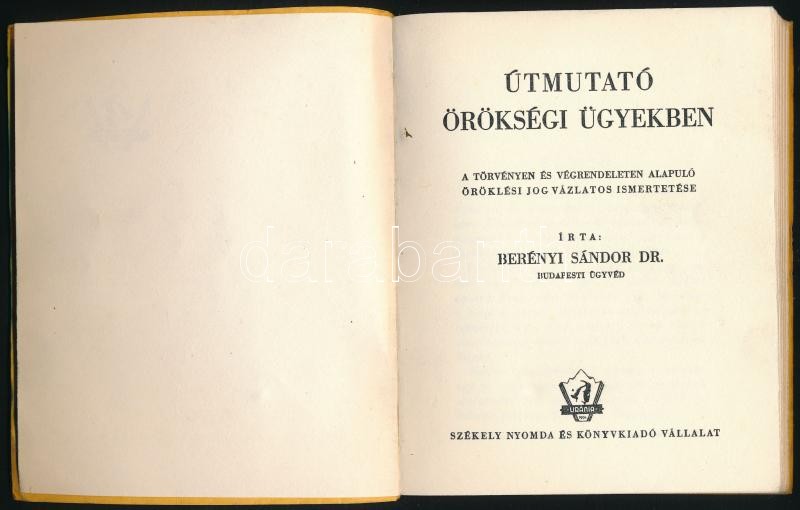 ÚTMUTATÓ
ÖRÖKSÉGI ÜGYEKBEN
A TÖRVÉNYEN ÉS VÉGRENDELETEN ALAPULÓ
ÖRÖKLÉSI JOG VÁZLATOS ISMERTETÉSE
ÍRTA:
BERÉNYI SÁNDOR DR.
BUDAPESTI ÜGYVÉD
URÁNIA
SZÉKELY NYOMDA ÉS KÖNYVKIADÓ VÁLLALAT